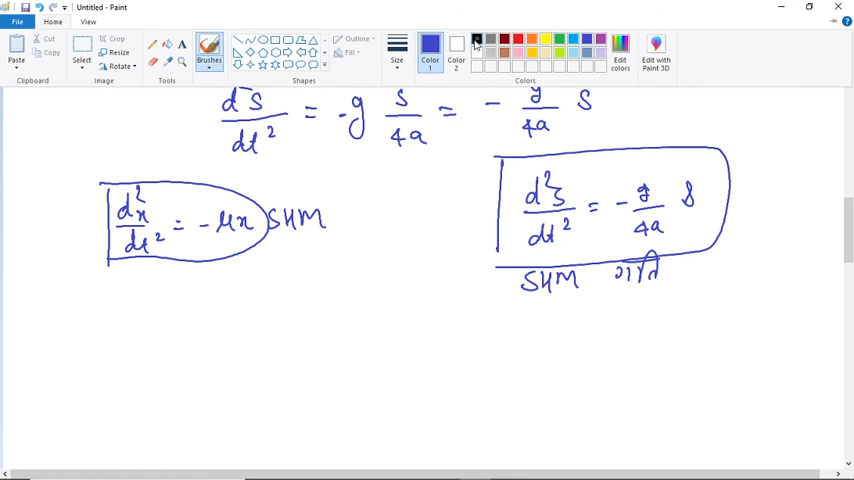 Untitled - Paint
File Home View
Paste Cut Copy Select Crop Resize Rotate Brushes Outline Fill Size Color 1 Color 2 Edit colors Edit with Paint 3D
Clipboard Image Tools Shapes Colors
d²S/dt² = -g S/4a = - g/4a S
d²x/dt² = -μx SHM
d²S/dt² = - g/4a S
SHM गति